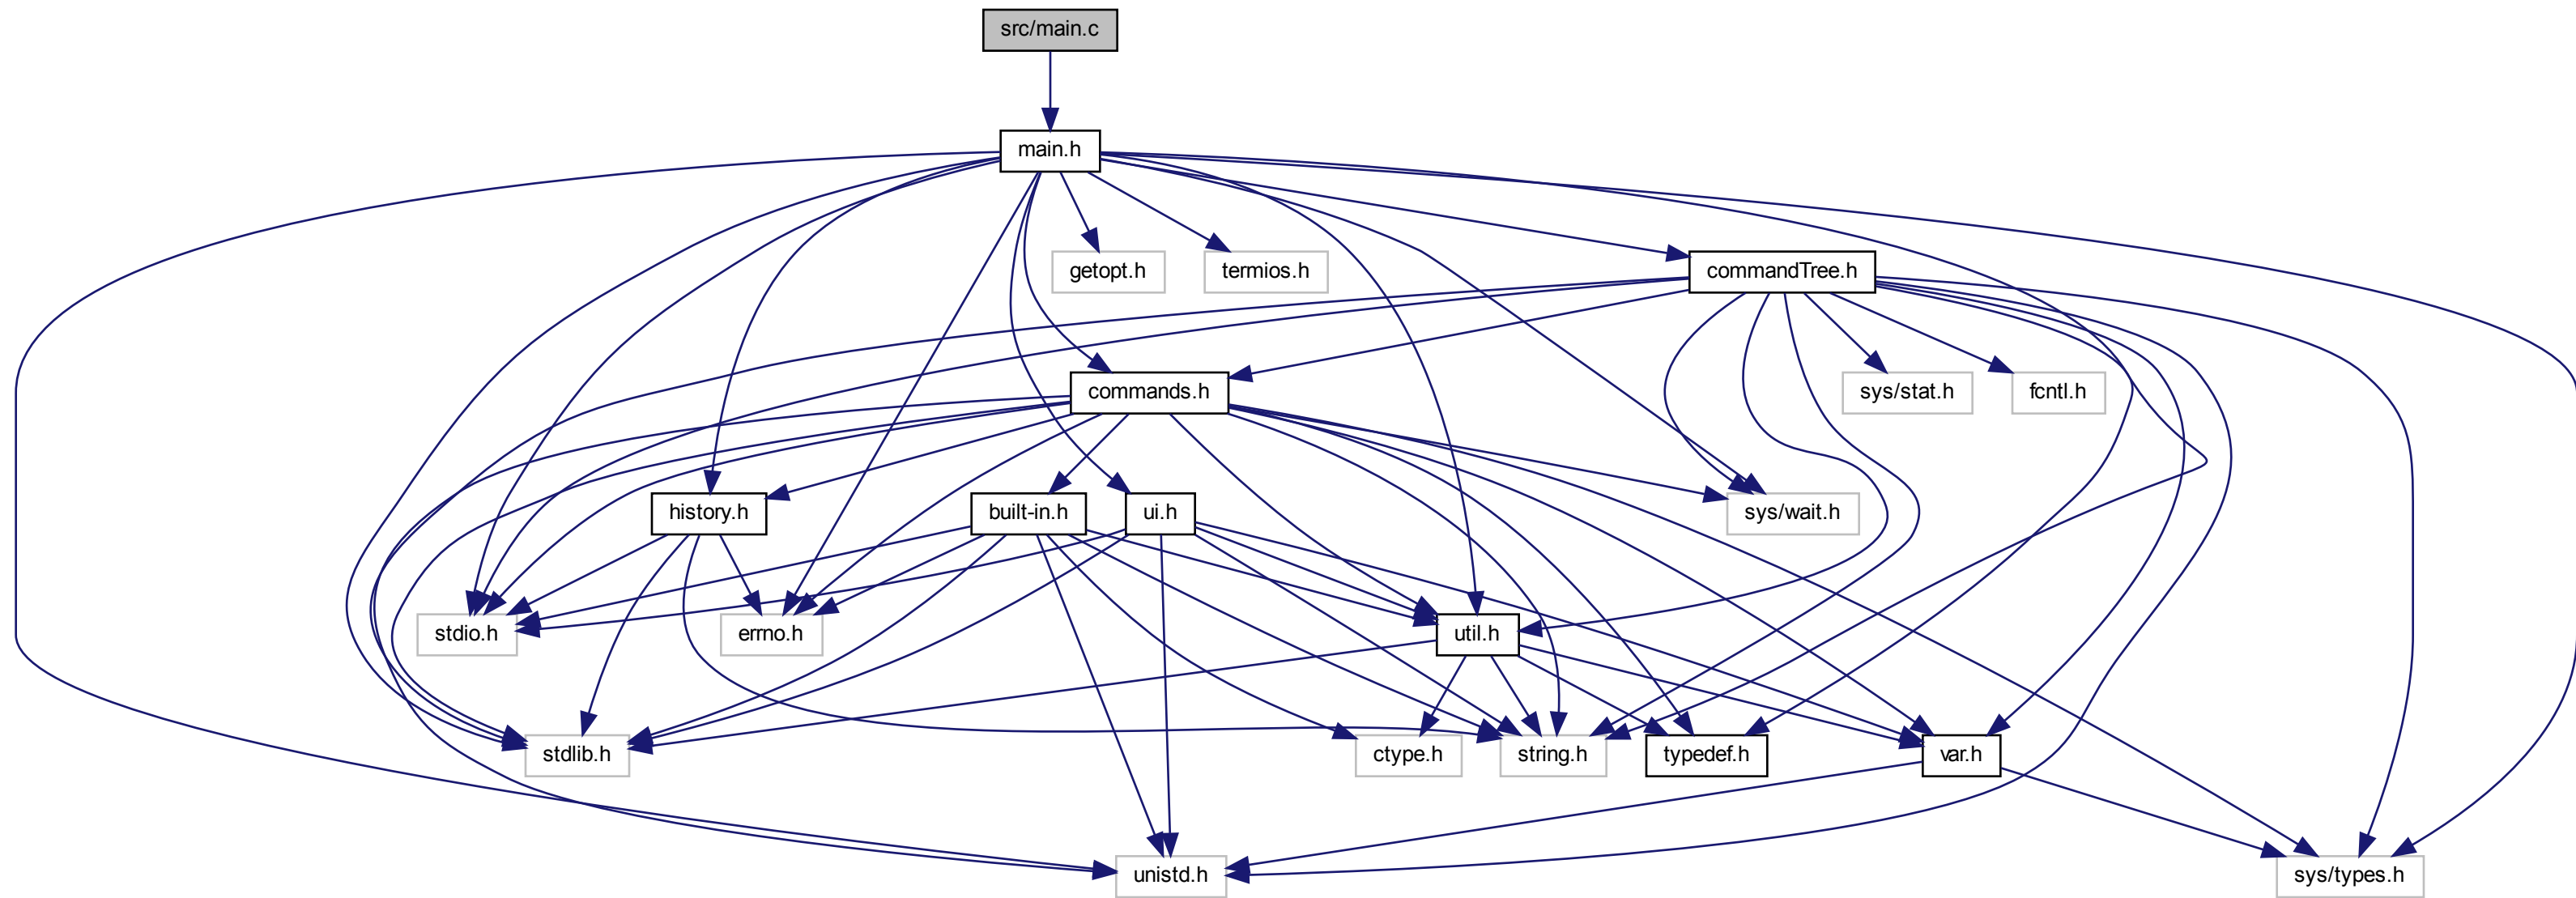 src/main.c
main.h
getopt.h
termios.h
commandTree.h
commands.h
sys/stat.h
fcntl.h
history.h
built-in.h
ui.h
sys/wait.h
stdio.h
errno.h
util.h
stdlib.h
ctype.h
string.h
typedef.h
var.h
unistd.h
sys/types.h